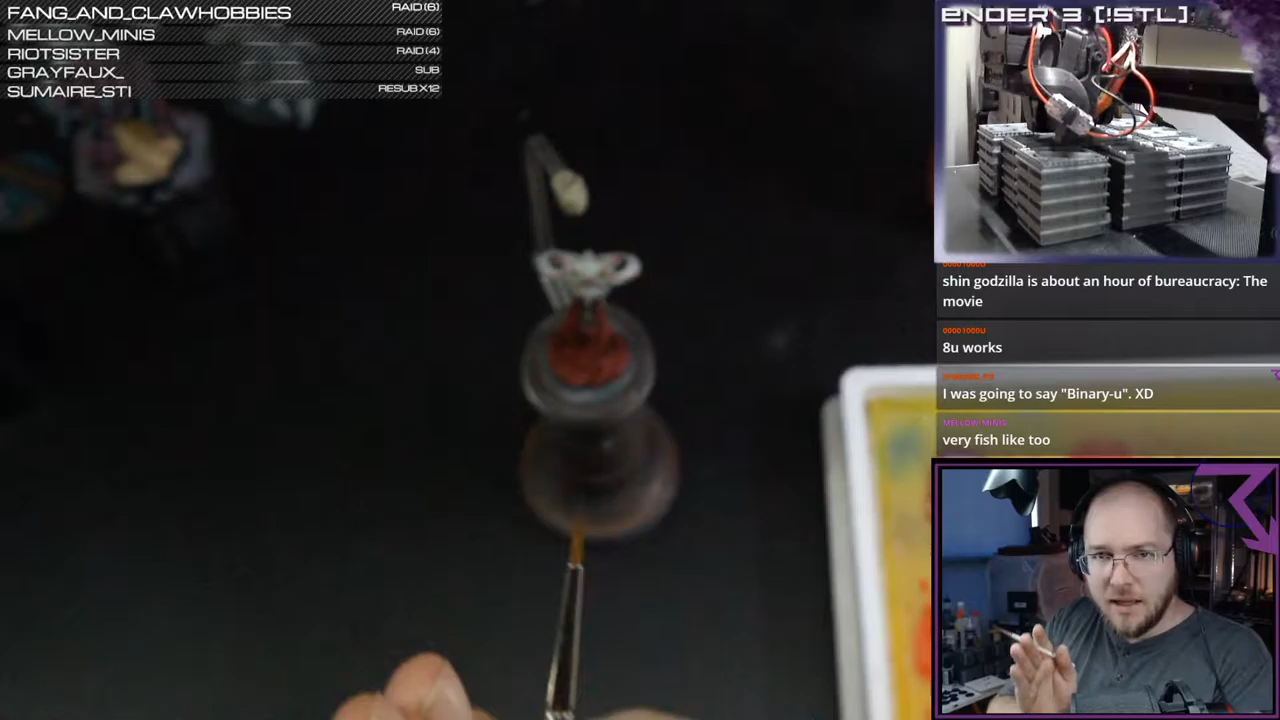 FANG_AND_CLAWHOBBIES RAID (6)
MELLOW_MINIS RAID (6)
RIOTSISTER RAID (4)
GRAYFAUX_ SUB
SUMAIRE_STI RESUB X12
ENDER 3 [!STL]
shin godzilla is about an hour of bureaucracy: The
movie
00001000U
8u works
I was going to say "Binary-u". XD
MELLOW_MINIS
very fish like too